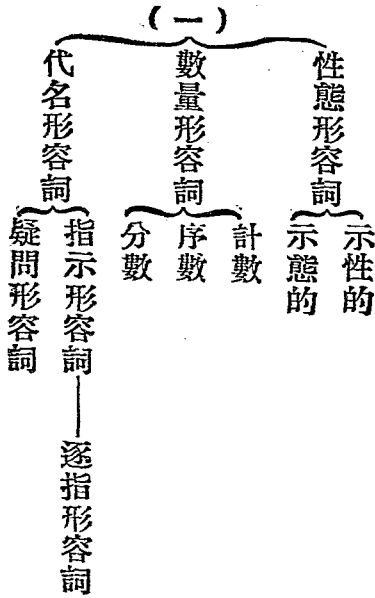 (一)
性態形容詞
示性的
示態的
數量形容詞
計數
序數
分數
代名形容詞
指示形容詞
逐指形容詞
疑問形容詞